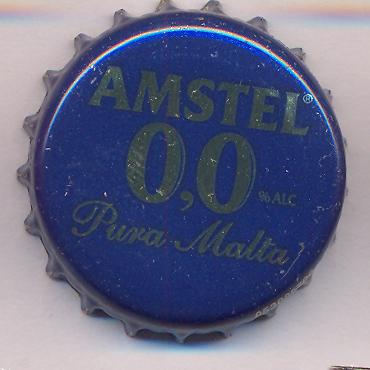 AMSTEL®
0,0 % ALC
Pura Malta